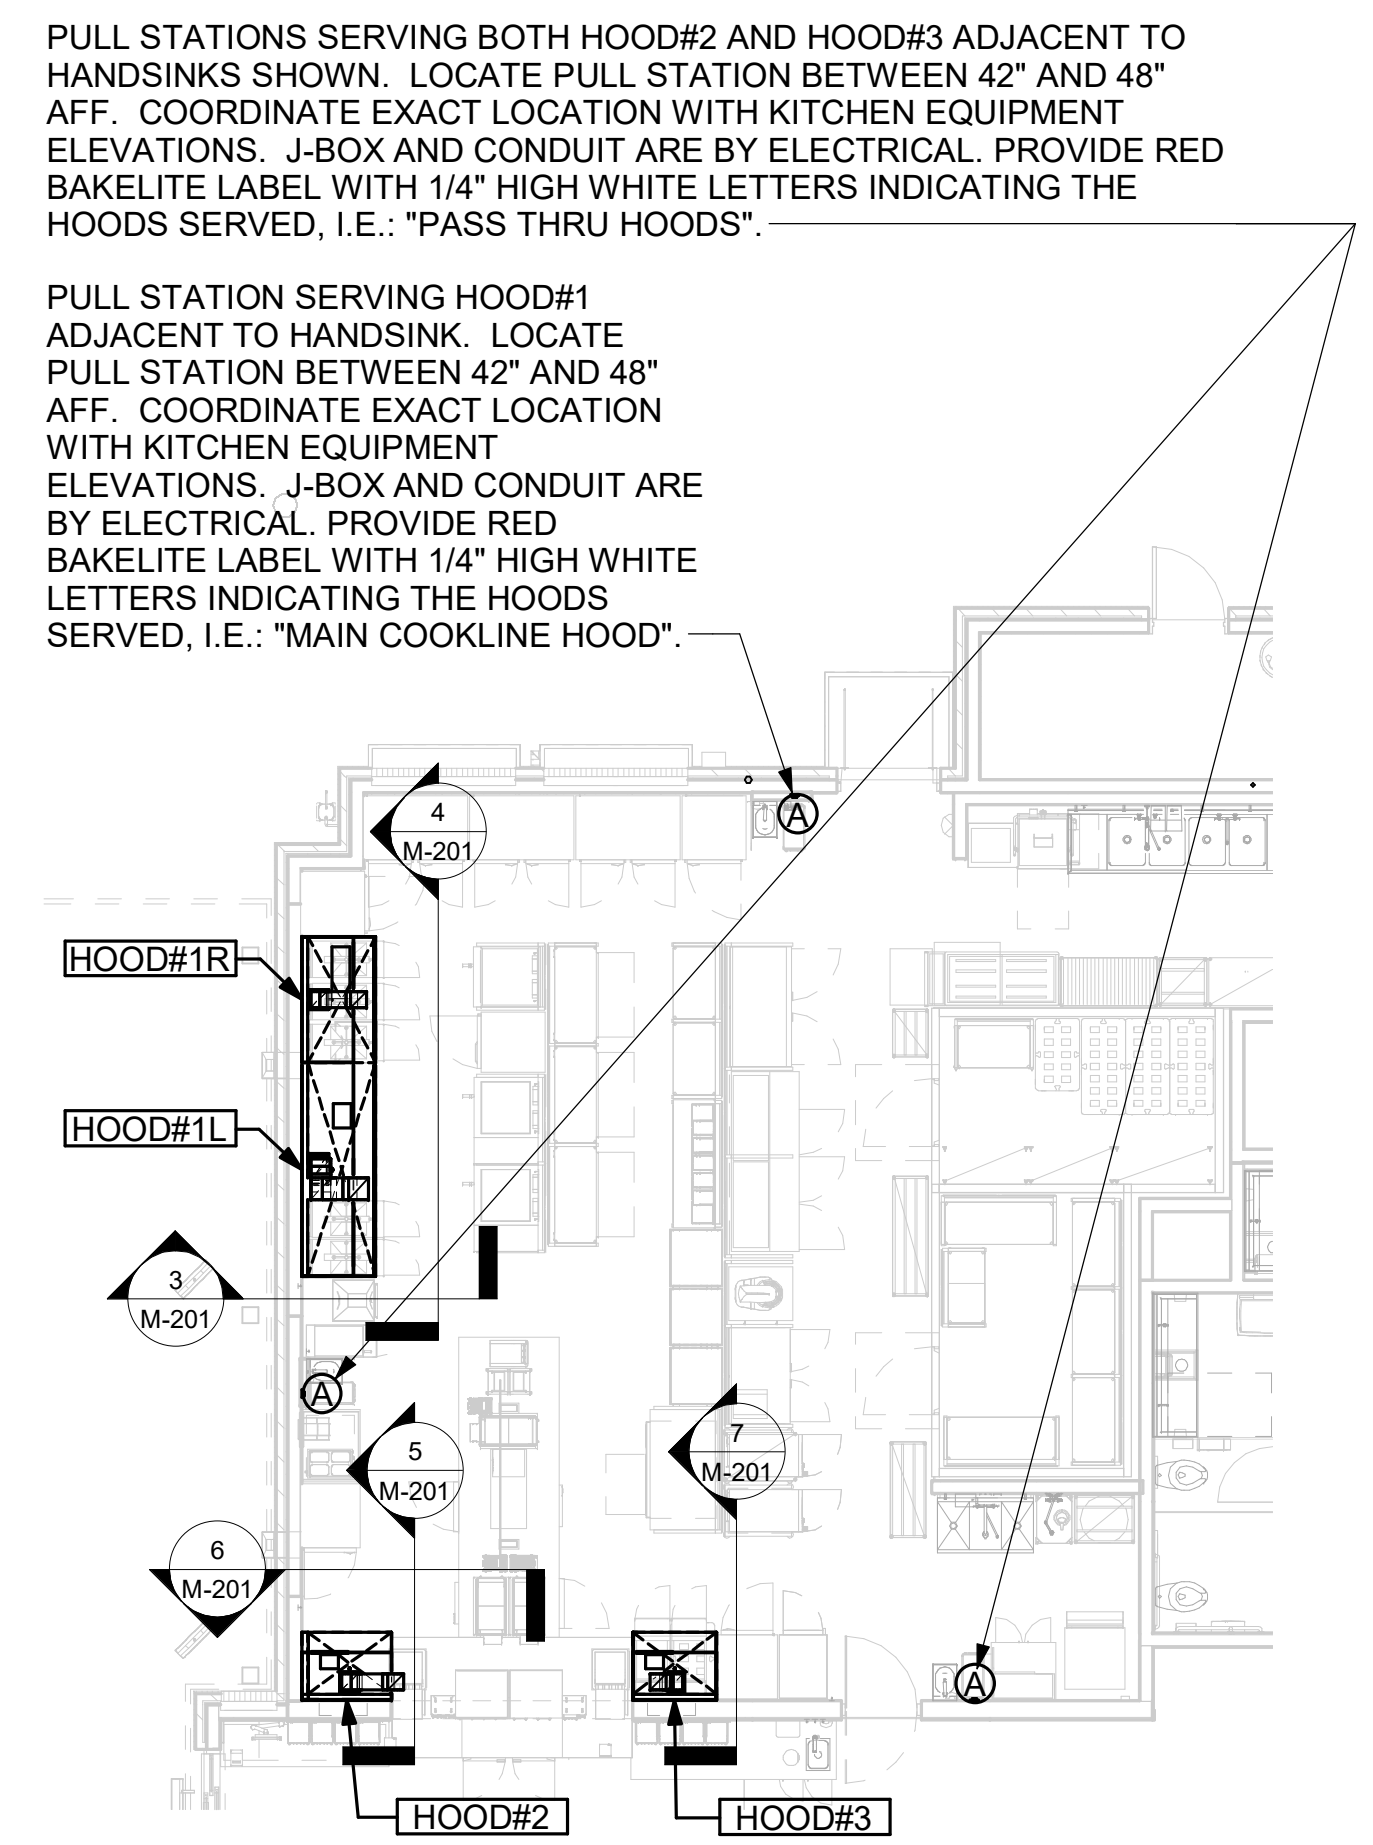 PULL STATIONS SERVING BOTH HOOD#2 AND HOOD#3 ADJACENT TO
HANDSINKS SHOWN.  LOCATE PULL STATION BETWEEN 42" AND 48"
AFF.  COORDINATE EXACT LOCATION WITH KITCHEN EQUIPMENT
ELEVATIONS.  J-BOX AND CONDUIT ARE BY ELECTRICAL. PROVIDE RED
BAKELITE LABEL WITH 1/4" HIGH WHITE LETTERS INDICATING THE
HOODS SERVED, I.E.: "PASS THRU HOODS".
PULL STATION SERVING HOOD#1
ADJACENT TO HANDSINK.  LOCATE
PULL STATION BETWEEN 42" AND 48"
AFF.  COORDINATE EXACT LOCATION
WITH KITCHEN EQUIPMENT
ELEVATIONS.  J-BOX AND CONDUIT ARE
BY ELECTRICAL. PROVIDE RED
BAKELITE LABEL WITH 1/4" HIGH WHITE
LETTERS INDICATING THE HOODS
SERVED, I.E.: "MAIN COOKLINE HOOD".
4
M-201
A
HOOD#1R
HOOD#1L
3
M-201
A
5
M-201
7
M-201
6
M-201
A
HOOD#2
HOOD#3